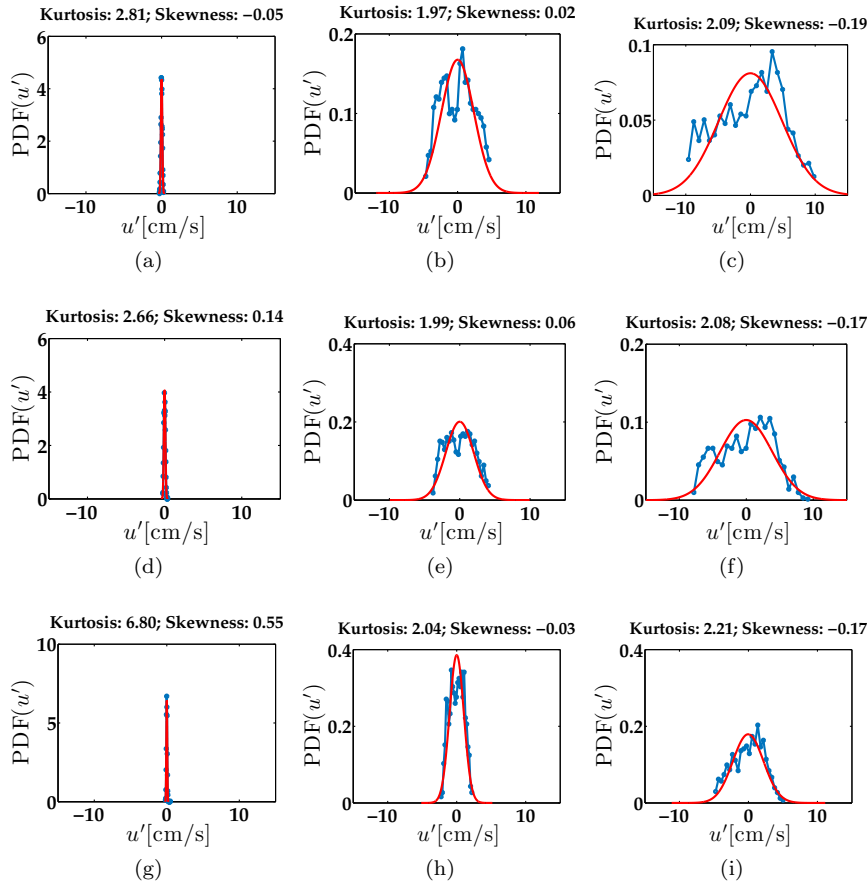 Kurtosis: 2.81; Skewness: −0.05
6
4
2
0
PDF(u′)
−10 0 10
u′[cm/s]
(a)
Kurtosis: 1.97; Skewness: 0.02
0.2
0.1
0
PDF(u′)
−10 0 10
u′[cm/s]
(b)
Kurtosis: 2.09; Skewness: −0.19
0.1
0.05
0
PDF(u′)
−10 0 10
u′[cm/s]
(c)
Kurtosis: 2.66; Skewness: 0.14
6
4
2
0
PDF(u′)
−10 0 10
u′[cm/s]
(d)
Kurtosis: 1.99; Skewness: 0.06
0.4
0.2
0
PDF(u′)
−10 0 10
u′[cm/s]
(e)
Kurtosis: 2.08; Skewness: −0.17
0.2
0.1
0
PDF(u′)
−10 0 10
u′[cm/s]
(f)
Kurtosis: 6.80; Skewness: 0.55
10
5
0
PDF(u′)
−10 0 10
u′[cm/s]
(g)
Kurtosis: 2.04; Skewness: −0.03
0.4
0.2
0
PDF(u′)
−10 0 10
u′[cm/s]
(h)
Kurtosis: 2.21; Skewness: −0.17
0.4
0.2
0
PDF(u′)
−10 0 10
u′[cm/s]
(i)